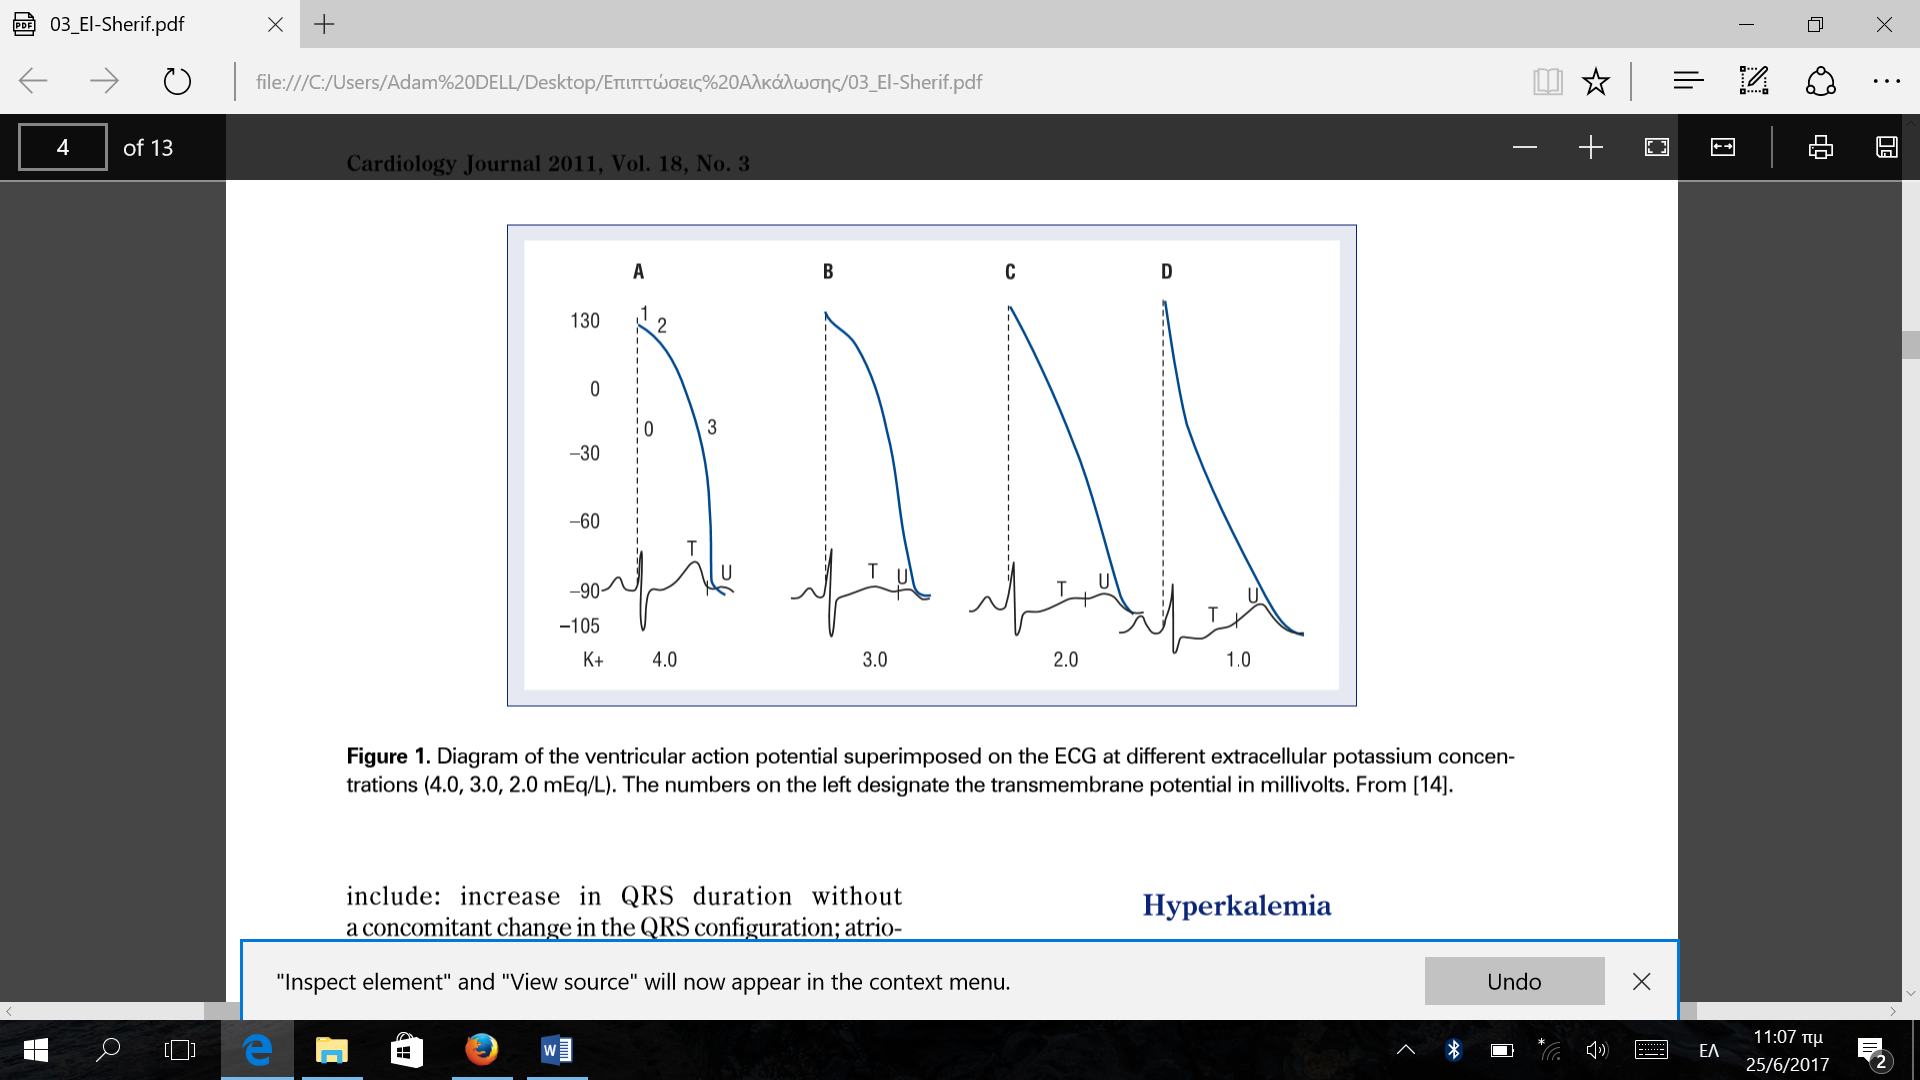 03_El-Sherif.pdf
file:///C:/Users/Adam%20DELL/Desktop/Επιπτώσεις%20Αλκάλωσης/03_El-Sherif.pdf
4 of 13
Cardiology Journal 2011, Vol. 18, No. 3
A B C D
130
1
2
0
0
3
–30
–60
T
U
T U
T U
T U
–90
–105
K+ 4.0 3.0 2.0 1.0
Figure 1. Diagram of the ventricular action potential superimposed on the ECG at different extracellular potassium concen-
trations (4.0, 3.0, 2.0 mEq/L). The numbers on the left designate the transmembrane potential in millivolts. From [14].
include: increase in QRS duration without
a concomitant change in the QRS configuration; atrio-
Hyperkalemia
"Inspect element" and "View source" will now appear in the context menu.
Undo
ΕΛ
11:07 πμ
25/6/2017
2